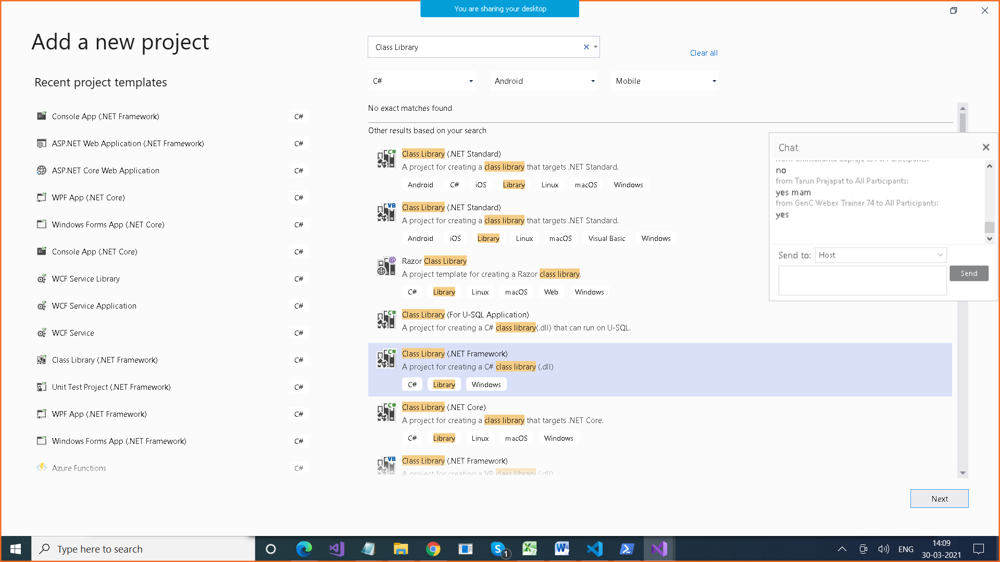 You are sharing your desktop
Add a new project
Class Library
Clear all
C#
Android
Mobile
Recent project templates
Console App (.NET Framework) C#
ASP.NET Web Application (.NET Framework) C#
ASP.NET Core Web Application C#
WPF App (.NET Core) C#
Windows Forms App (.NET Core) C#
Console App (.NET Core) C#
WCF Service Library C#
WCF Service Application C#
WCF Service C#
Class Library (.NET Framework) C#
Unit Test Project (.NET Framework) C#
WPF App (.NET Framework) C#
Windows Forms App (.NET Framework) C#
Azure Functions C#
No exact matches found
Other results based on your search
Class Library (.NET Standard)
A project for creating a class library that targets .NET Standard.
Android C# iOS Library Linux macOS Windows
Class Library (.NET Standard)
A project for creating a class library that targets .NET Standard.
Android iOS Library Linux macOS Visual Basic Windows
Razor Class Library
A project template for creating a Razor class library.
C# Library Linux macOS Web Windows
Class Library (For U-SQL Application)
A project for creating a C# class library(.dll) that can run on U-SQL.
Class Library (.NET Framework)
A project for creating a C# class library (.dll)
C# Library Windows
Class Library (.NET Core)
A project for creating a class library that targets .NET Core.
C# Library Linux macOS Windows
Class Library (.NET Framework)
A project for creating a VB class library (.dll)
Chat
to All Participants:
no
from Tarun Prajapat to All Participants:
yes mam
from GenC Webex Trainer 74 to All Participants:
yes
Send to: Host
Send
Next
Type here to search
1
ENG
14:09
30-03-2021